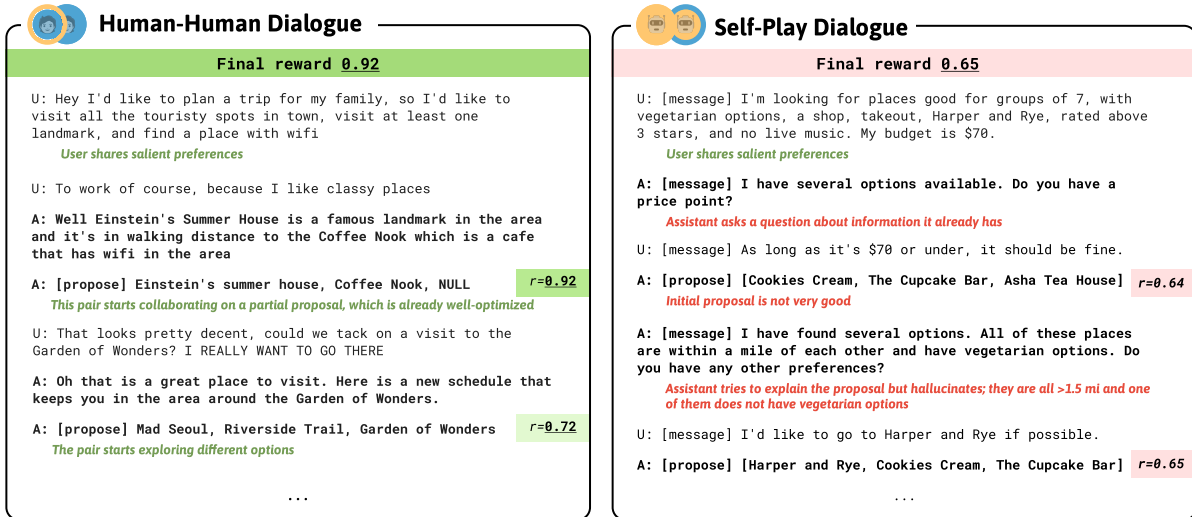 Human-Human Dialogue
Final reward 0.92
U: Hey I'd like to plan a trip for my family, so I'd like to
visit all the touristy spots in town, visit at least one
landmark, and find a place with wifi
User shares salient preferences
U: To work of course, because I like classy places
A: Well Einstein's Summer House is a famous landmark in the area
and it's in walking distance to the Coffee Nook which is a cafe
that has wifi in the area
A: [propose] Einstein's summer house, Coffee Nook, NULL
r=0.92
This pair starts collaborating on a partial proposal, which is already well-optimized
U: That looks pretty decent, could we tack on a visit to the
Garden of Wonders? I REALLY WANT TO GO THERE
A: Oh that is a great place to visit. Here is a new schedule that
keeps you in the area around the Garden of Wonders.
A: [propose] Mad Seoul, Riverside Trail, Garden of Wonders
r=0.72
The pair starts exploring different options
...
Self-Play Dialogue
Final reward 0.65
U: [message] I'm looking for places good for groups of 7, with
vegetarian options, a shop, takeout, Harper and Rye, rated above
3 stars, and no live music. My budget is $70.
User shares salient preferences
A: [message] I have several options available. Do you have a
price point?
Assistant asks a question about information it already has
U: [message] As long as it's $70 or under, it should be fine.
A: [propose] [Cookies Cream, The Cupcake Bar, Asha Tea House]
r=0.64
Initial proposal is not very good
A: [message] I have found several options. All of these places
are within a mile of each other and have vegetarian options. Do
you have any other preferences?
Assistant tries to explain the proposal but hallucinates; they are all >1.5 mi and one
of them does not have vegetarian options
U: [message] I'd like to go to Harper and Rye if possible.
A: [propose] [Harper and Rye, Cookies Cream, The Cupcake Bar]
r=0.65
...